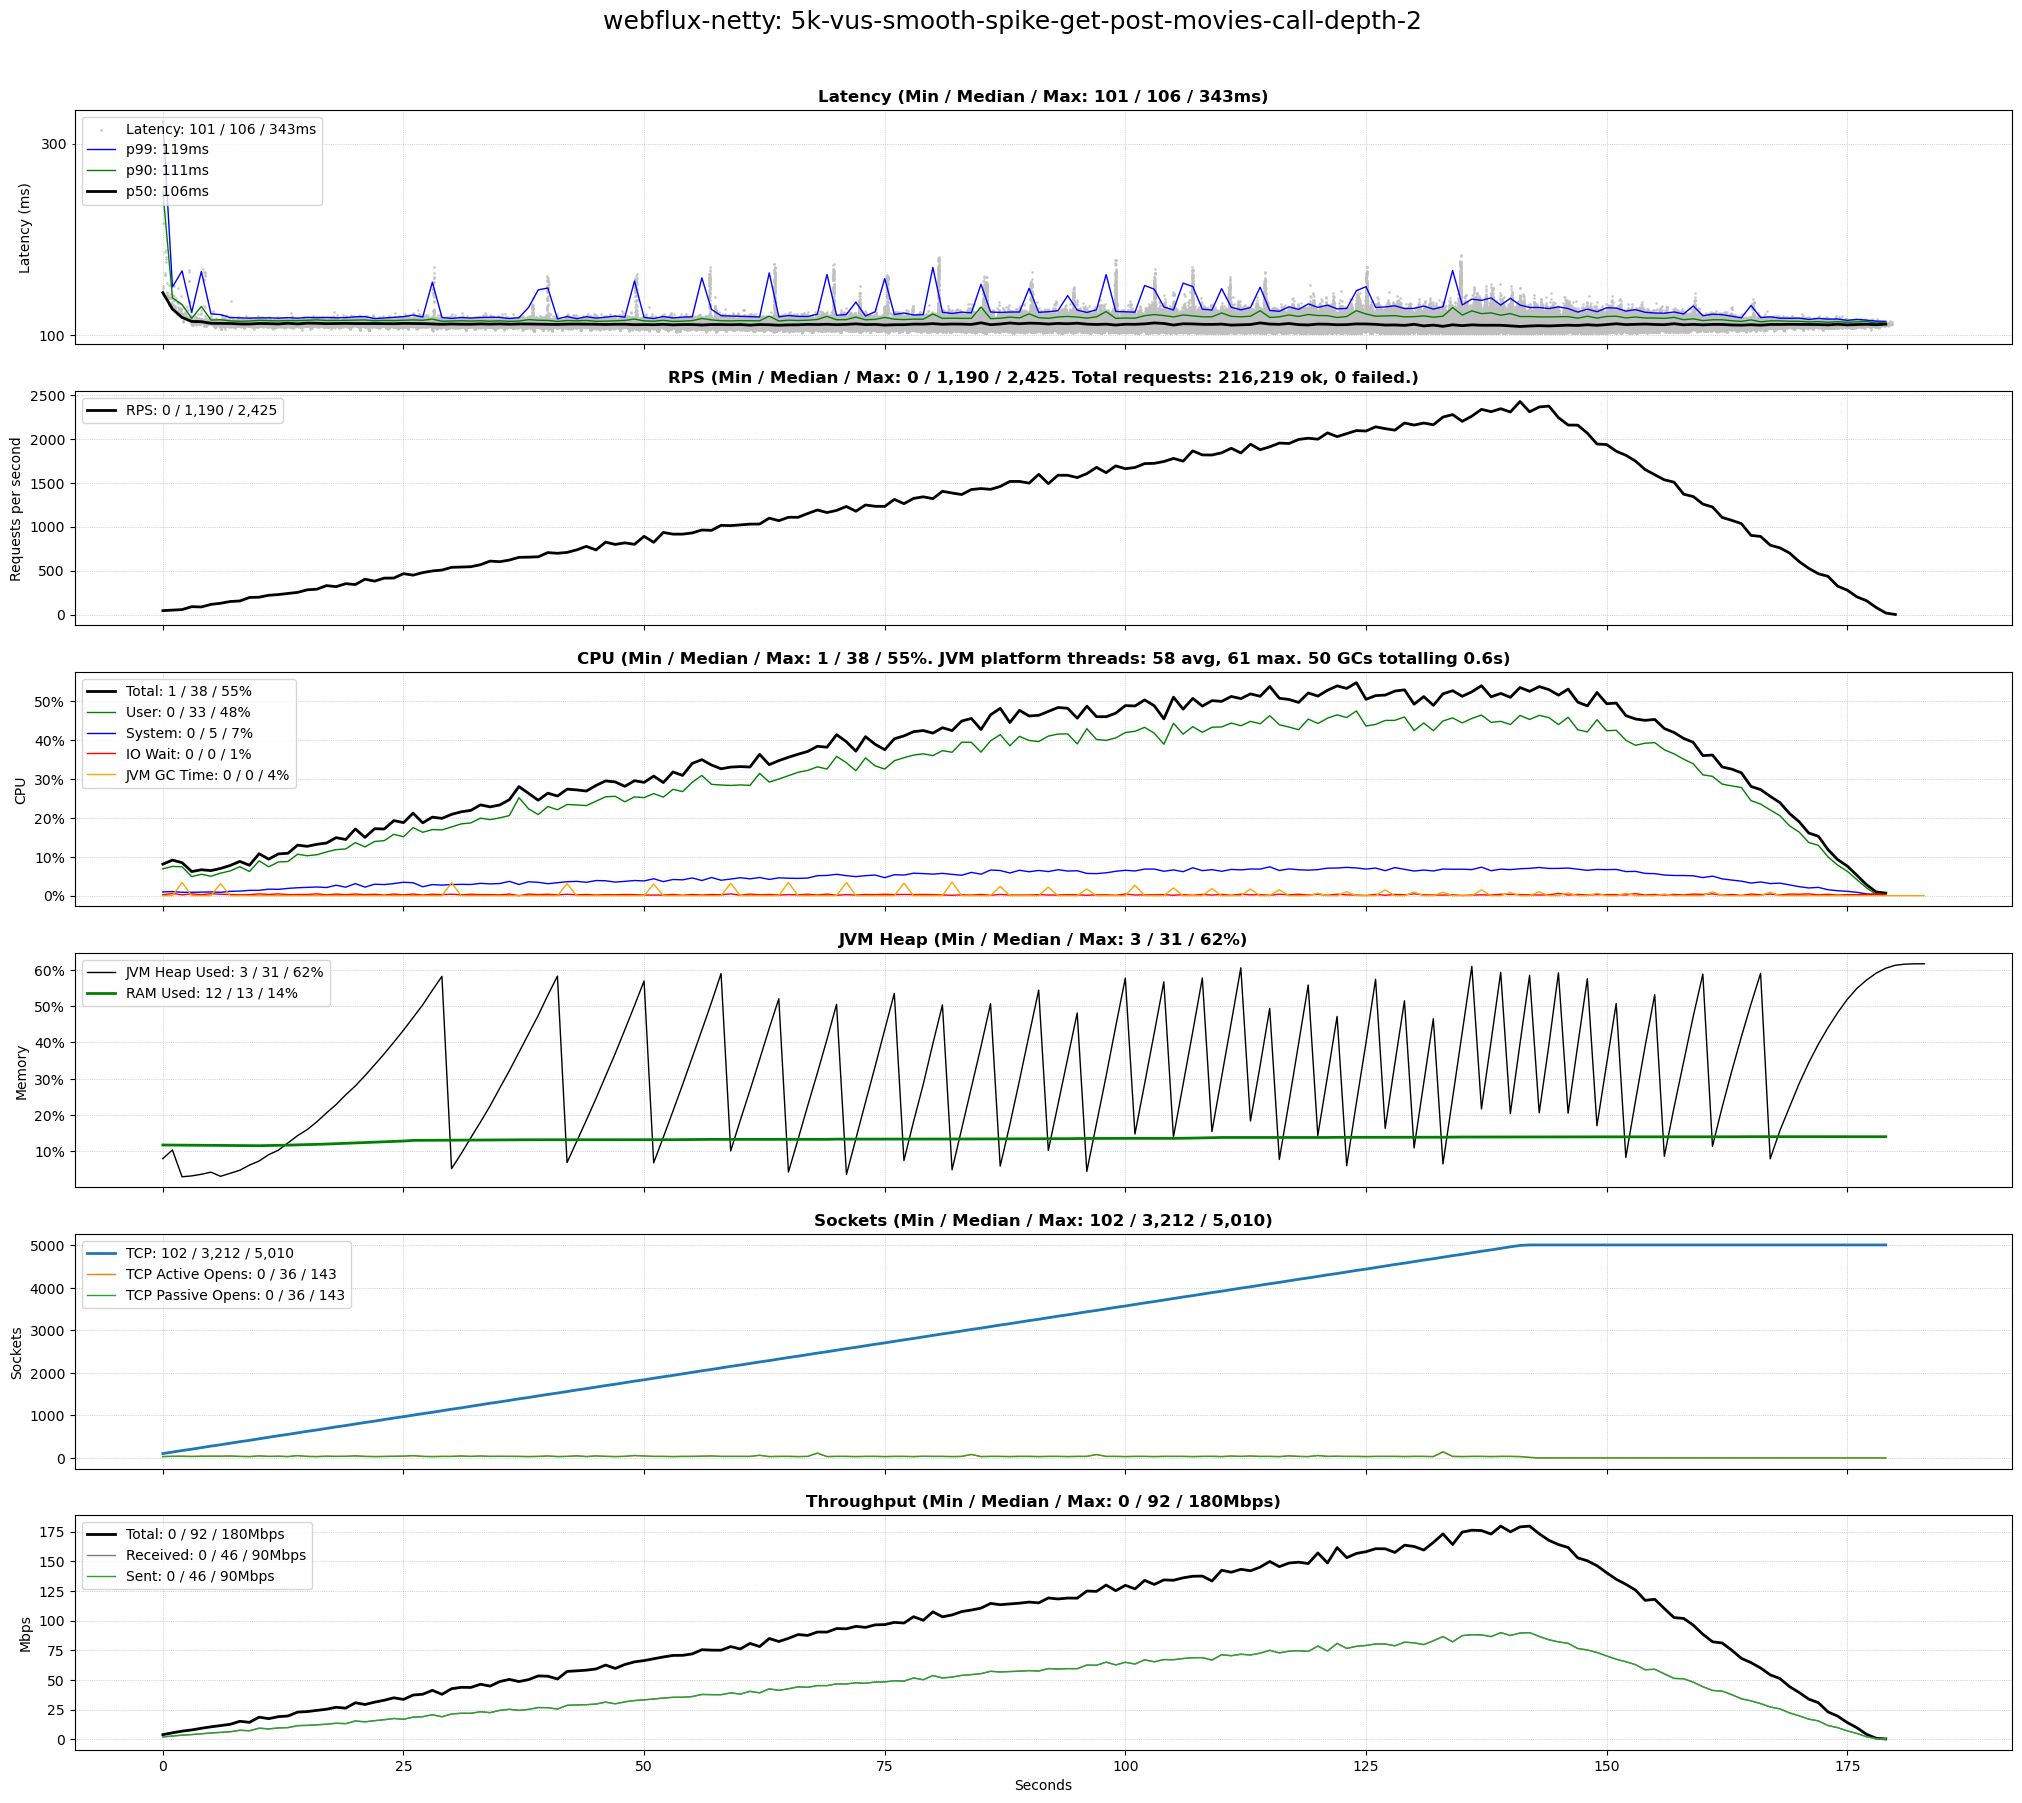 webflux-netty: 5k-vus-smooth-spike-get-post-movies-call-depth-2
Latency (Min / Median / Max: 101 / 106 / 343ms)
Latency (ms)
300
100
Latency: 101 / 106 / 343ms
p99: 119ms
p90: 111ms
p50: 106ms
RPS (Min / Median / Max: 0 / 1,190 / 2,425. Total requests: 216,219 ok, 0 failed.)
Requests per second
2500
2000
1500
1000
500
0
RPS: 0 / 1,190 / 2,425
CPU (Min / Median / Max: 1 / 38 / 55%. JVM platform threads: 58 avg, 61 max. 50 GCs totalling 0.6s)
CPU
50%
40%
30%
20%
10%
0%
Total: 1 / 38 / 55%
User: 0 / 33 / 48%
System: 0 / 5 / 7%
IO Wait: 0 / 0 / 1%
JVM GC Time: 0 / 0 / 4%
JVM Heap (Min / Median / Max: 3 / 31 / 62%)
Memory
60%
50%
40%
30%
20%
10%
JVM Heap Used: 3 / 31 / 62%
RAM Used: 12 / 13 / 14%
Sockets (Min / Median / Max: 102 / 3,212 / 5,010)
Sockets
5000
4000
3000
2000
1000
0
TCP: 102 / 3,212 / 5,010
TCP Active Opens: 0 / 36 / 143
TCP Passive Opens: 0 / 36 / 143
Throughput (Min / Median / Max: 0 / 92 / 180Mbps)
Mbps
175
150
125
100
75
50
25
0
Total: 0 / 92 / 180Mbps
Received: 0 / 46 / 90Mbps
Sent: 0 / 46 / 90Mbps
0 25 50 75 100 125 150 175
Seconds